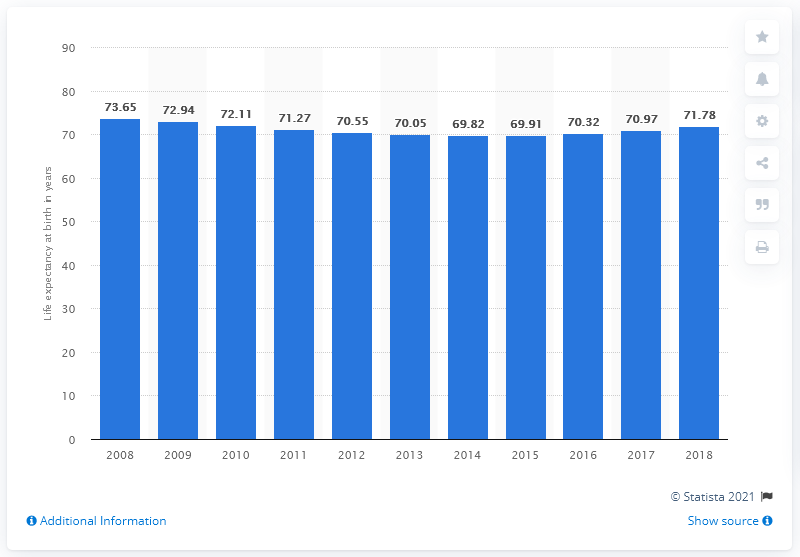 90
80
70
60
50
40
30
20
10
0
Life expectancy at birth in years
73.65 72.94 72.11 71.27 70.55 70.05 69.82 69.91 70.32 70.97 71.78
2008 2009 2010 2011 2012 2013 2014 2015 2016 2017 2018
© Statista 2021
Additional Information
Show source